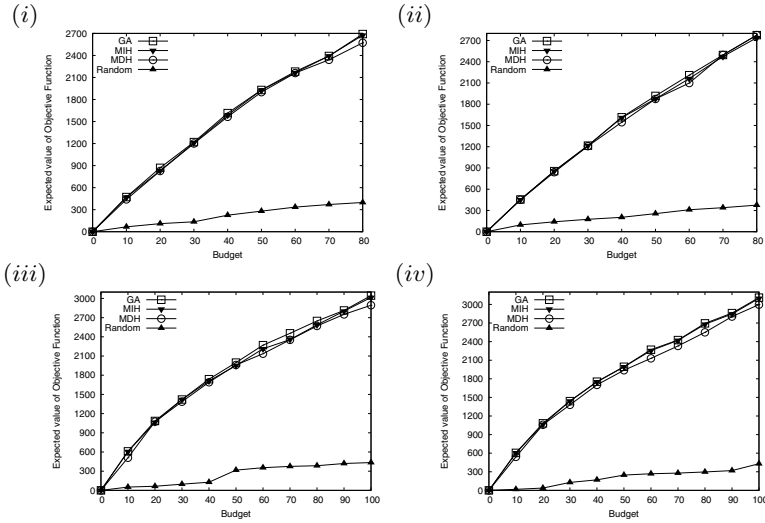 (i)
2700
2400
2100
1800
1500
1200
900
600
300
0
Expected value of Objective Function
GA
MIH
MDH
Random
0 10 20 30 40 50 60 70 80
Budget
(ii)
2700
2400
2100
1800
1500
1200
900
600
300
0
Expected value of Objective Function
GA
MIH
MDH
Random
0 10 20 30 40 50 60 70 80
Budget
(iii)
3000
2700
2400
2100
1800
1500
1200
900
600
300
0
Expected value of Objective Function
GA
MIH
MDH
Random
0 10 20 30 40 50 60 70 80 90 100
Budget
(iv)
3000
2700
2400
2100
1800
1500
1200
900
600
300
0
Expected value of Objective Function
GA
MIH
MDH
Random
0 10 20 30 40 50 60 70 80 90 100
Budget